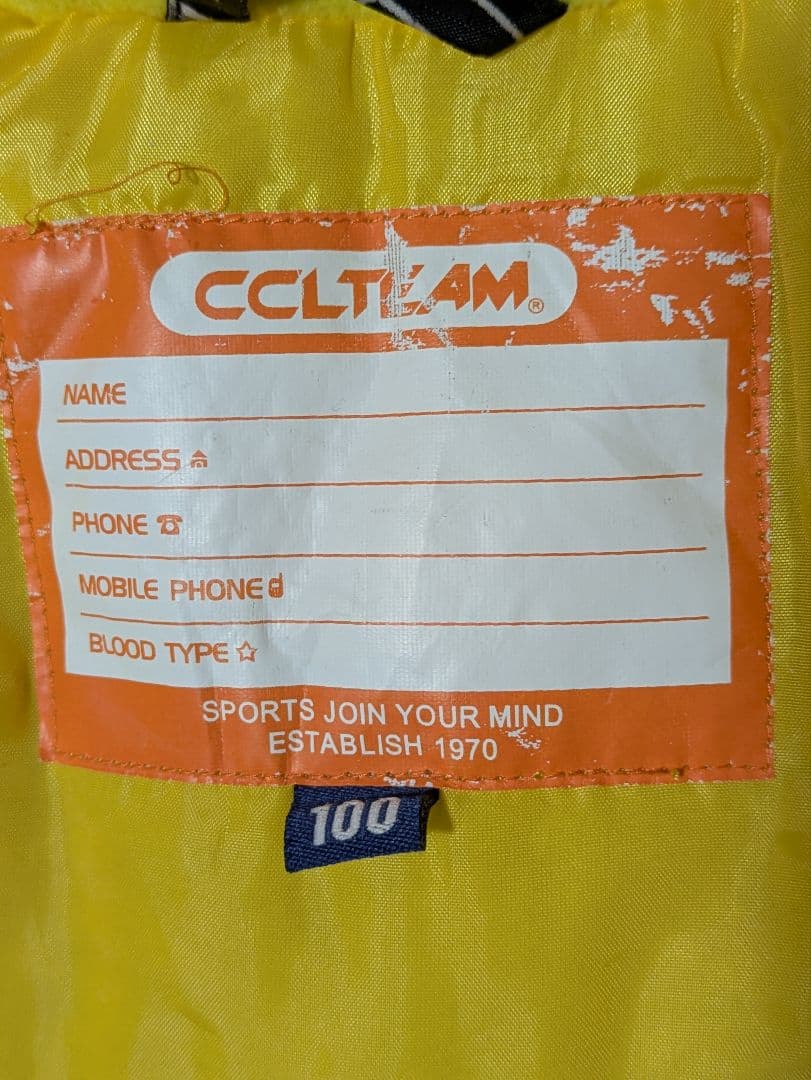 CCLTEAM®
NAME
ADDRESS
PHONE
MOBILE PHONE
BLOOD TYPE
SPORTS JOIN YOUR MIND
ESTABLISH 1970
100